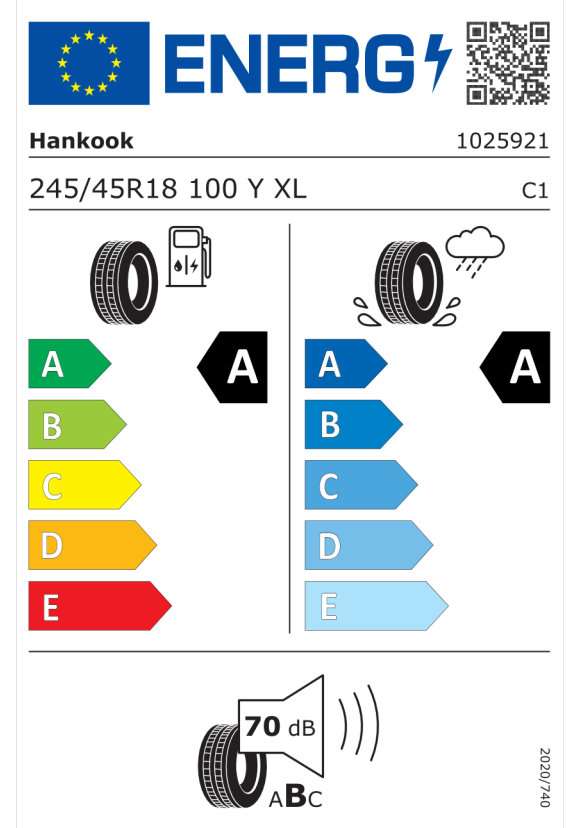 ENERG
Hankook 1025921
245/45R18 100 Y XL C1
A A
B
C
D
E
A A
B
C
D
E
70 dB
ABC
2020/740